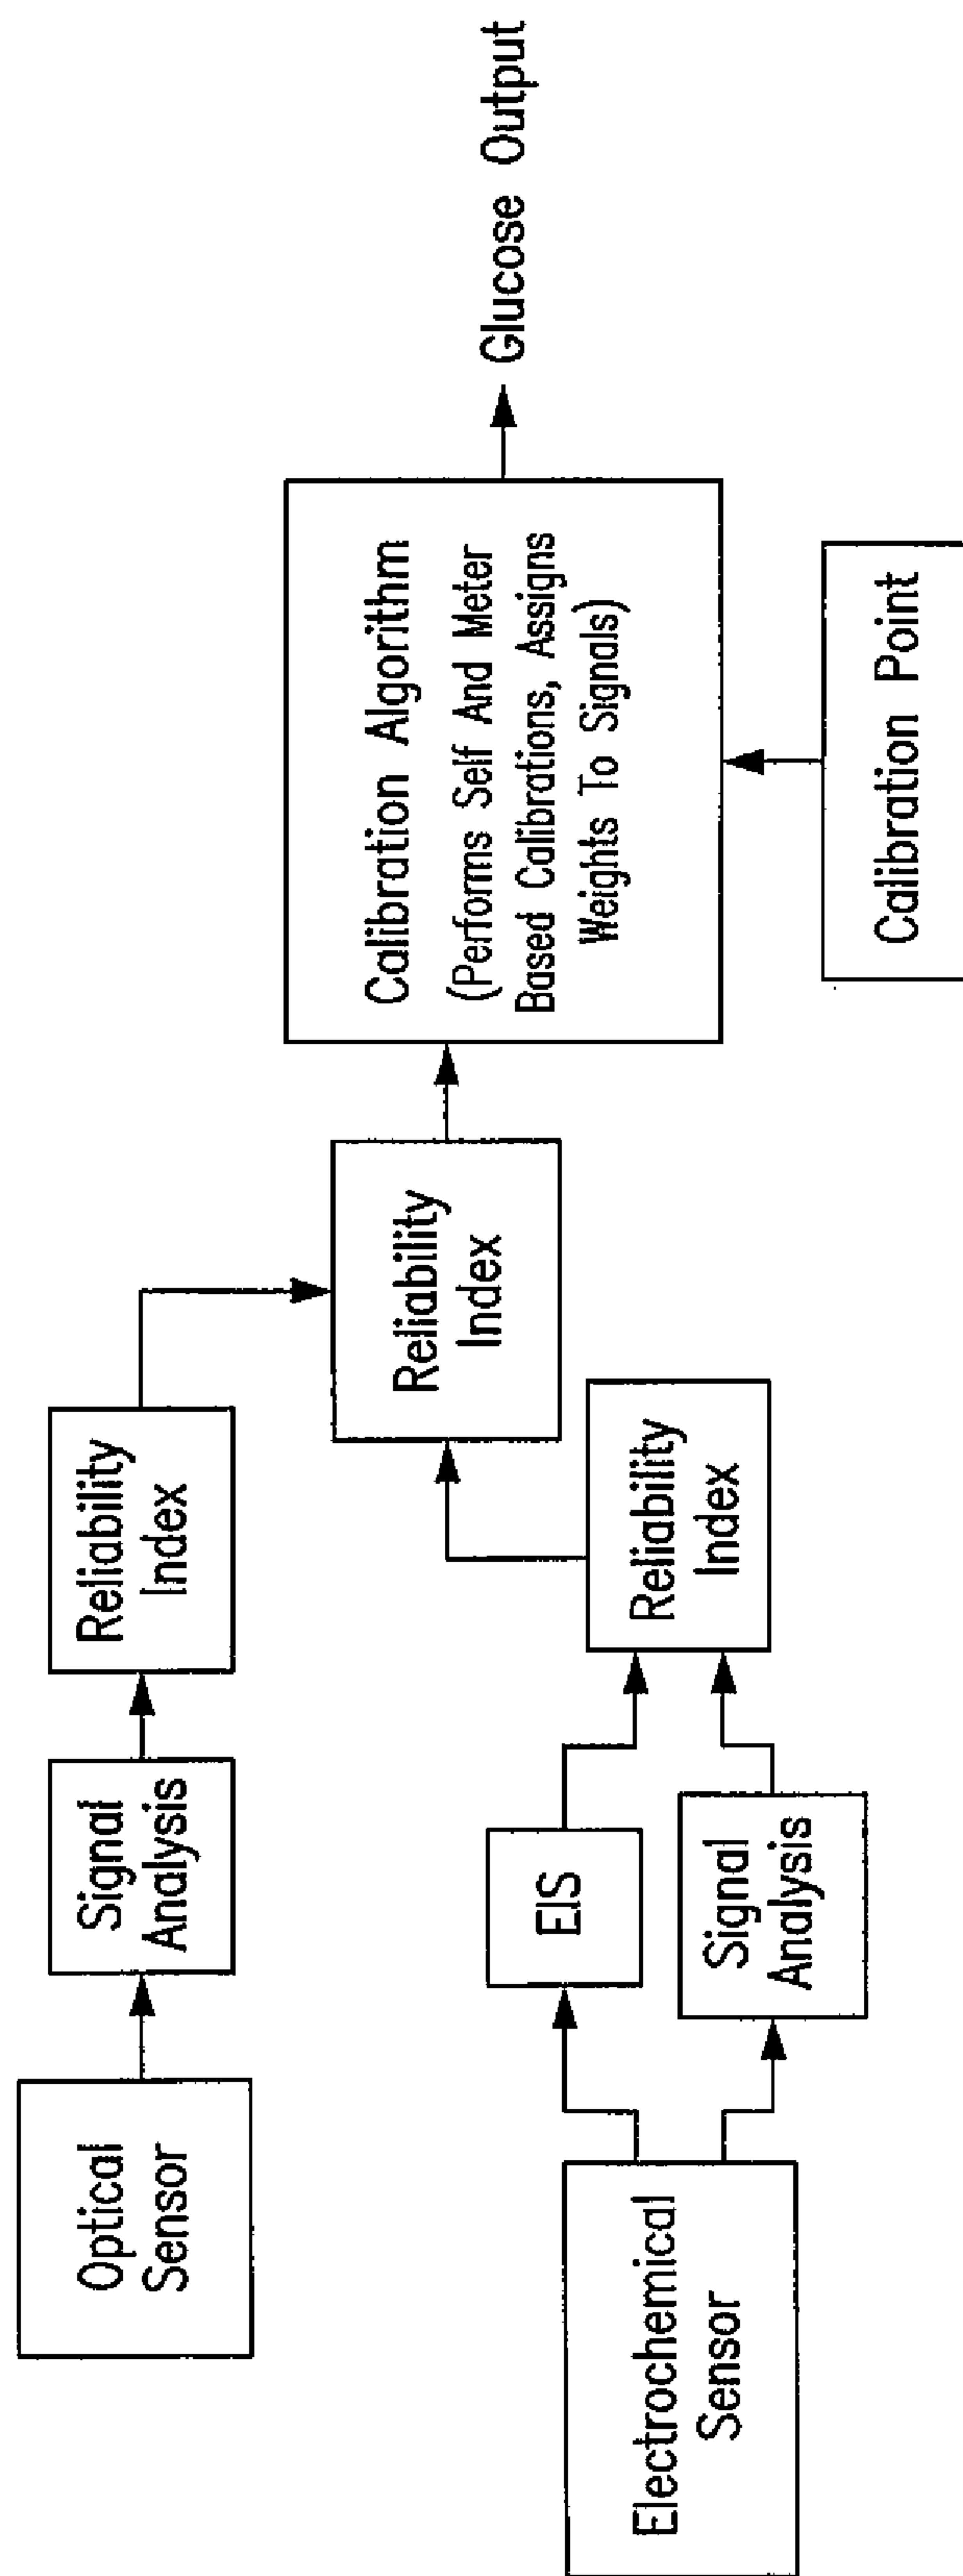 Optical
Sensor
Signal
Analysis
Reliability
Index
Electrochemical
Sensor
EIS
Signal
Analysis
Reliability
Index
Reliability
Index
Calibration Algorithm
(Performs Self And Meter
Based Calibrations, Assigns
Weights To Signals)
Calibration Point
Glucose Output